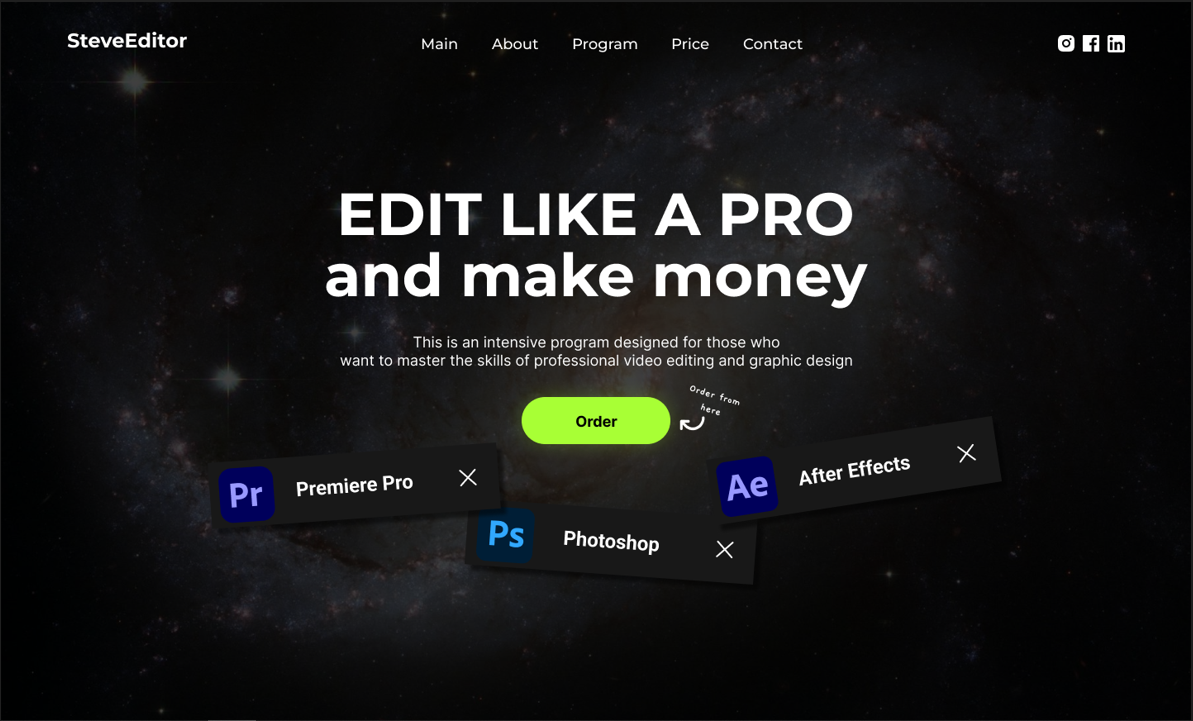 SteveEditor
Main About Program Price Contact
EDIT LIKE A PRO
and make money
This is an intensive program designed for those who
want to master the skills of professional video editing and graphic design
Order from
here
Order
Pr Premiere Pro
Ae After Effects
Ps Photoshop